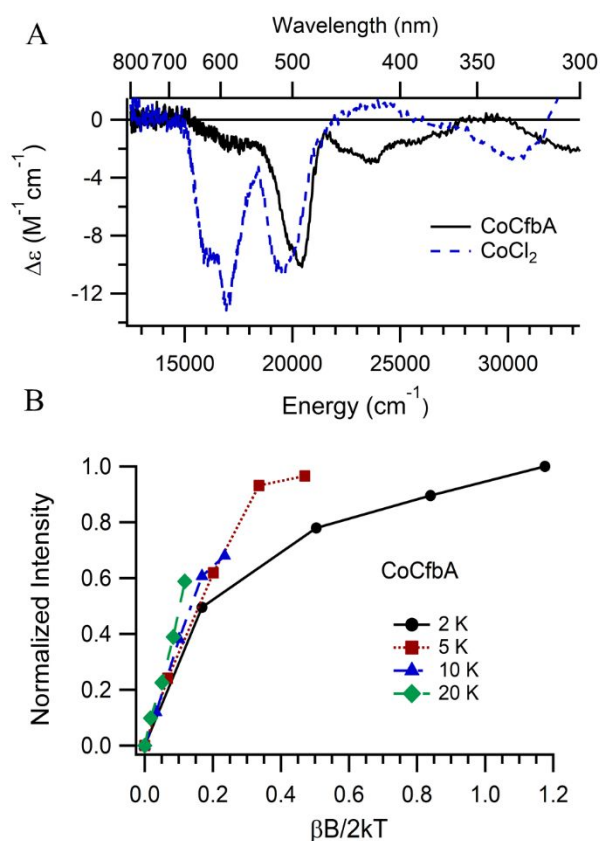 A
Wavelength (nm)
800 700 600 500 400 300
0
-4
-8
-12
Δε (M⁻¹cm⁻¹)
CoCfbA
CoCl₂
15000 20000 25000 30000
Energy (cm⁻¹)
B
1.0
0.8
0.6
0.4
0.2
0.0
Normalized Intensity
CoCfbA
2 K
5 K
10 K
20 K
0.0 0.2 0.4 0.6 0.8 1.0 1.2
βB/2kT